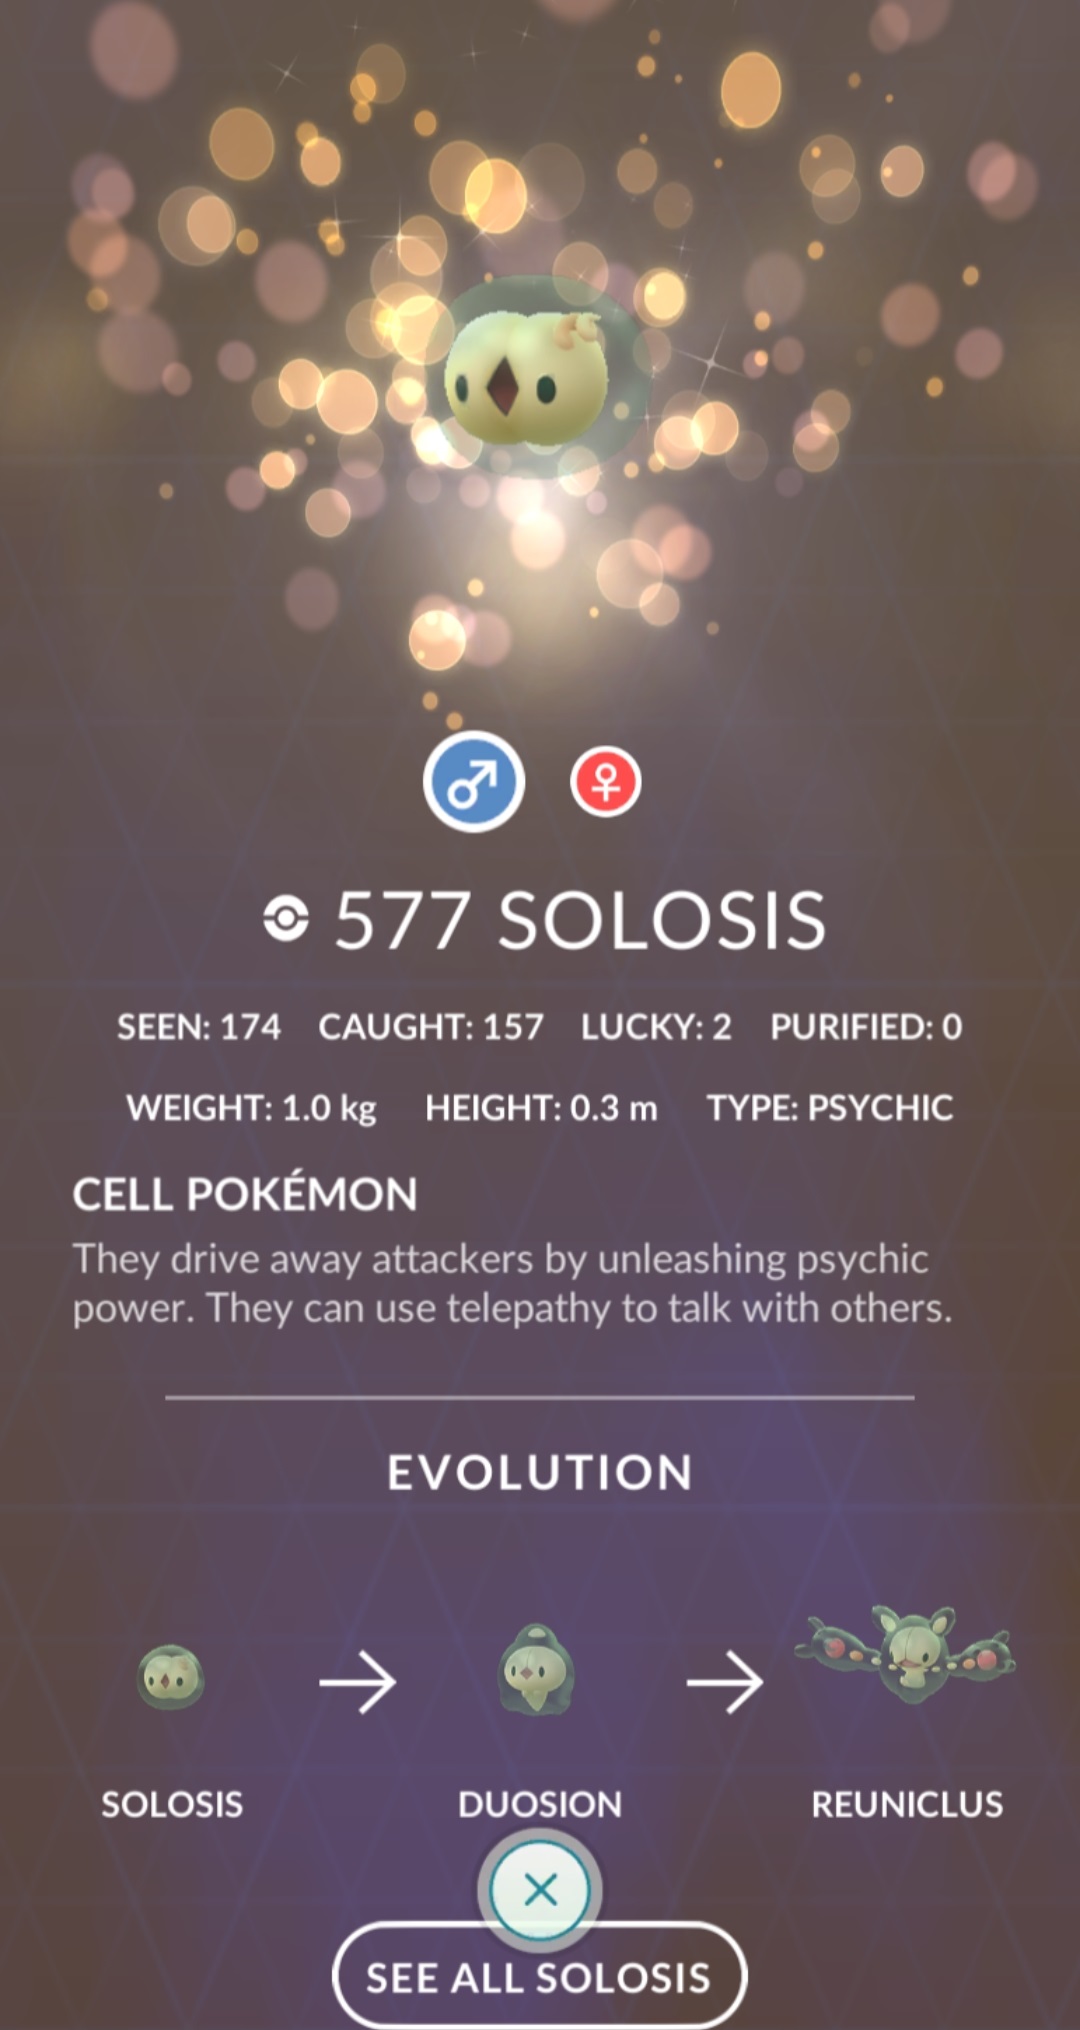 577 SOLOSIS
SEEN: 174 CAUGHT: 157 LUCKY: 2 PURIFIED: 0
WEIGHT: 1.0 kg HEIGHT: 0.3 m TYPE: PSYCHIC
CELL POKÉMON
They drive away attackers by unleashing psychic
power. They can use telepathy to talk with others.
EVOLUTION
SOLOSIS DUOSION REUNICLUS
SEE ALL SOLOSIS